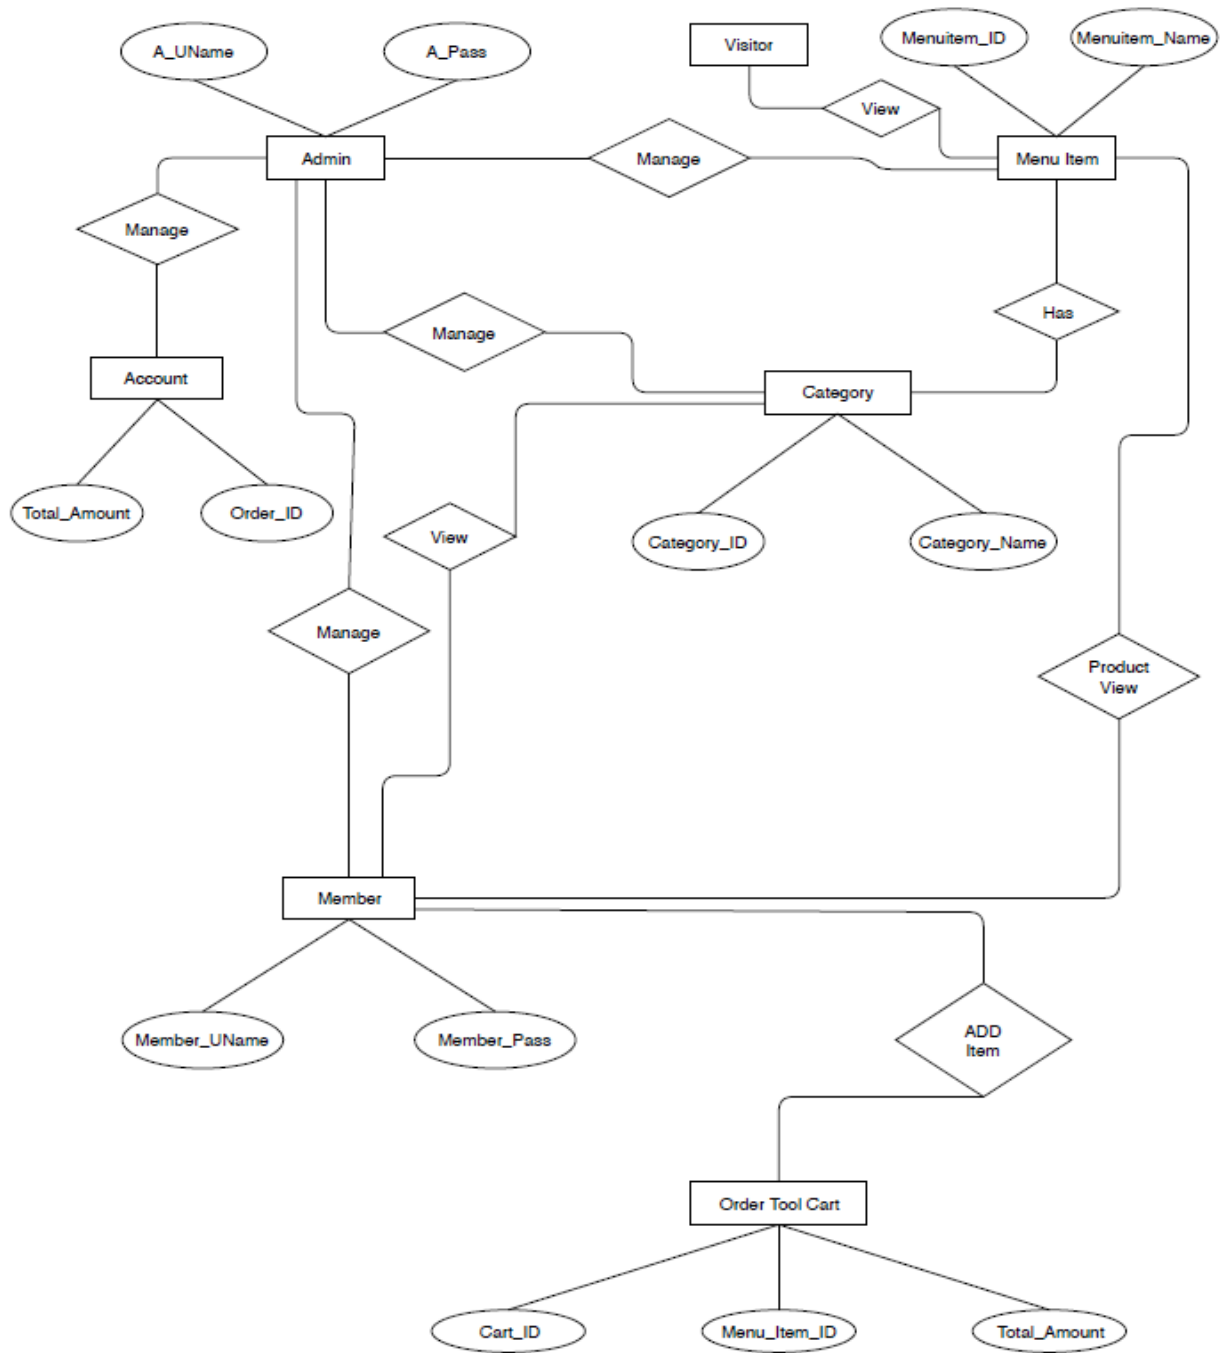 A_UName
A_Pass
Visitor
Menuitem_ID
Menuitem_Name
View
Admin
Manage
Menu Item
Manage
Manage
Has
Account
Category
Total_Amount
Order_ID
View
Category_ID
Category_Name
Manage
Product
View
Member
Member_UName
Member_Pass
ADD
Item
Order Tool Cart
Cart_ID
Menu_Item_ID
Total_Amount